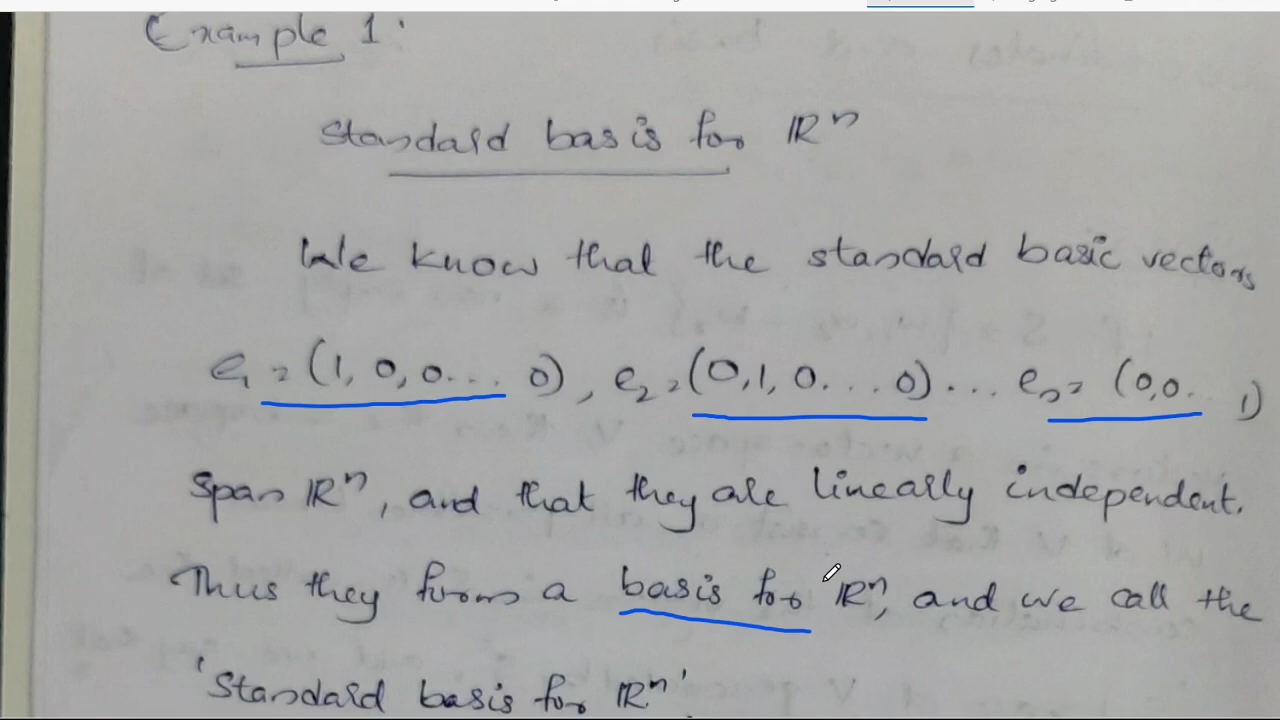 Example 1:
Standard basis for ℝⁿ
We know that the standard basic vectors
e₁ = (1, 0, 0... 0), e₂ = (0, 1, 0... 0) ... eₙ = (0,0. 1)
Span ℝⁿ, and that they are linearly independent.
Thus they forms a basis for ℝⁿ, and we call the
'Standard basis for ℝⁿ'